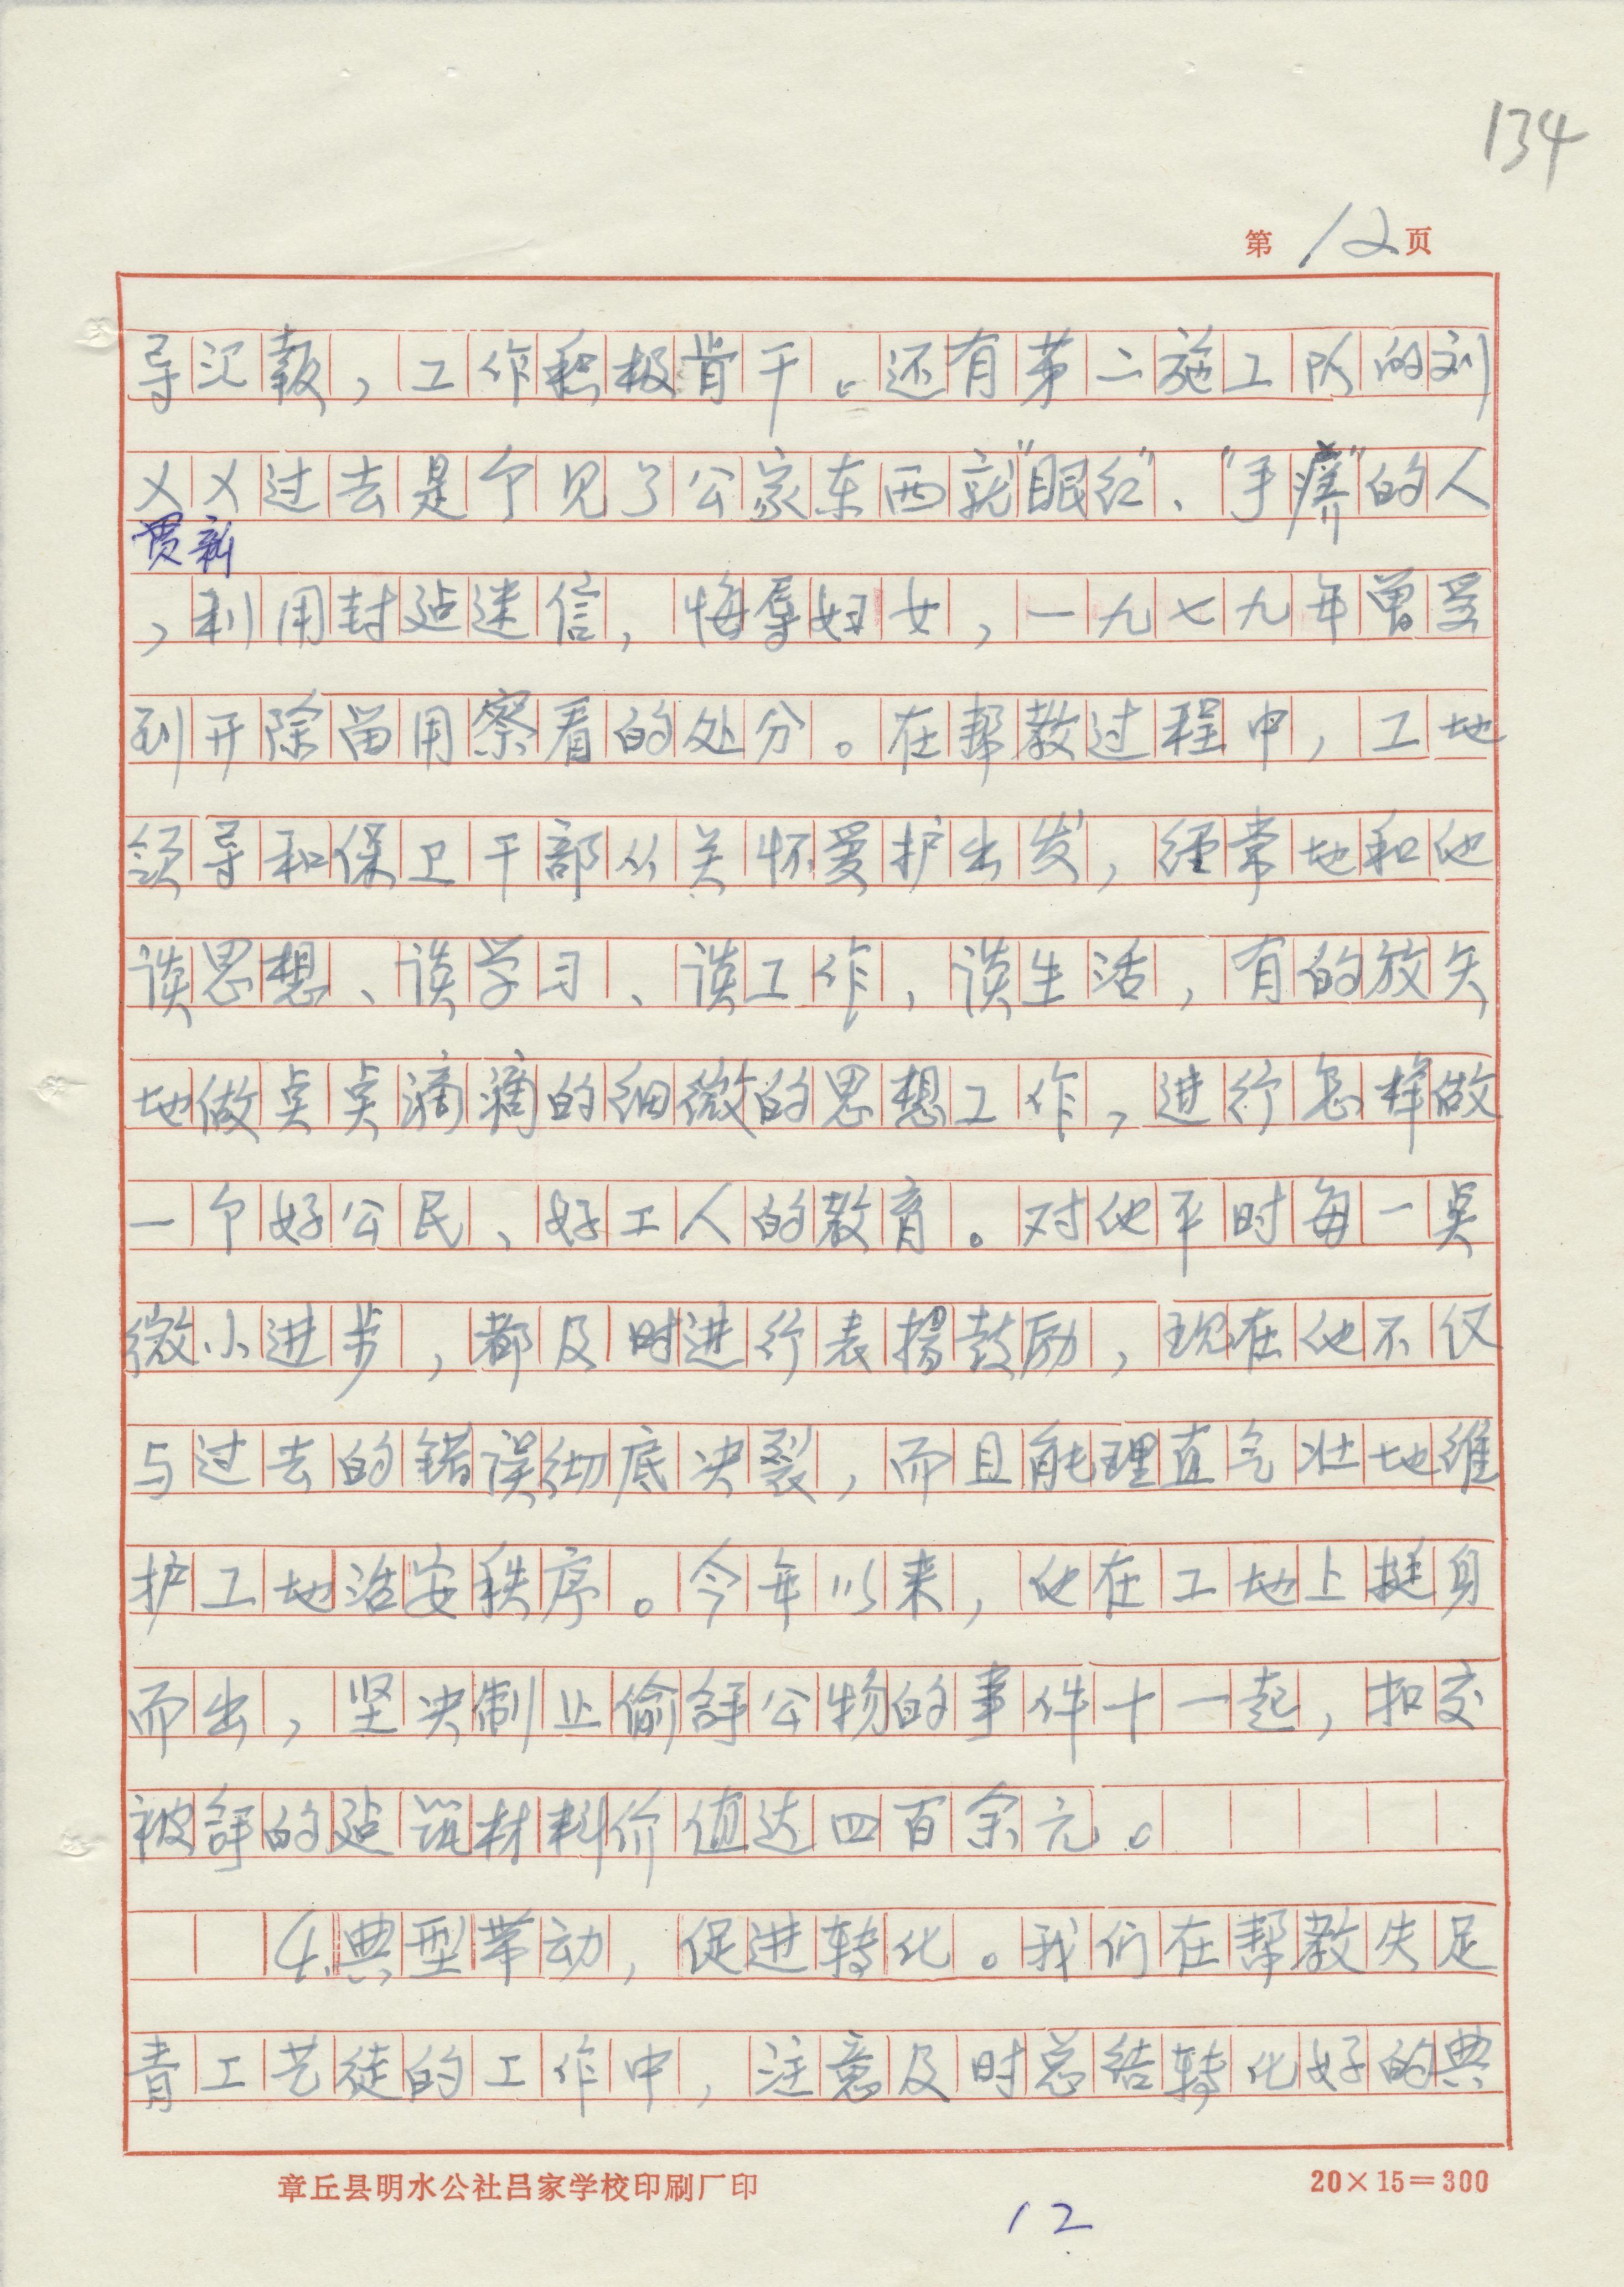 134
第12页
导汇报，工作积极肯干。还有第二施工队的刘
××过去是个见了公家东西就"眼红"、"手痒"的人
贾新
，利用封建迷信，侮辱妇女，一九七九年曾受
到开除留用察看的处分。在帮教过程中，工地
领导和保卫干部从关怀爱护出发，经常地和他
谈思想、谈学习、谈工作，谈生活，有的放矢
地做点点滴滴的细微的思想工作，进行怎样做
一个好公民、好工人的教育。对他平时每一点
微小进步，都及时进行表扬鼓励，现在他不仅
与过去的错误彻底决裂，而且能理直气壮地维
护工地治安秩序。今年以来，他在工地上挺身
而出，坚决制止偷窃公物的事件十一起，扣交
被窃的建筑材料价值达四百余元。
4.典型带动，促进转化。我们在帮教失足
青工艺徒的工作中，注意及时总结转化好的典
章丘县明水公社吕家学校印刷厂印
20×15=300
12